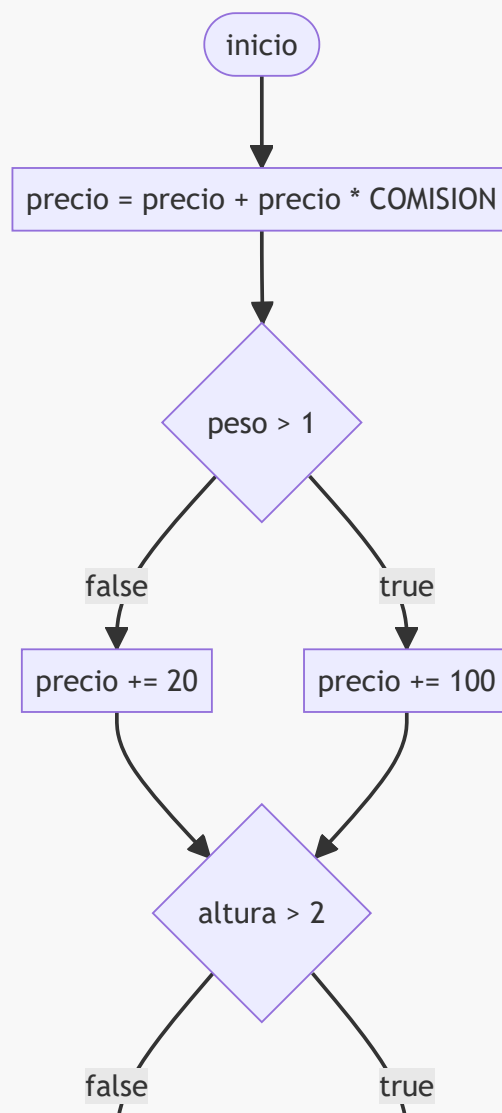 inicio
precio = precio + precio * COMISION
peso > 1
false
true
precio += 20
precio += 100
altura > 2
false
true